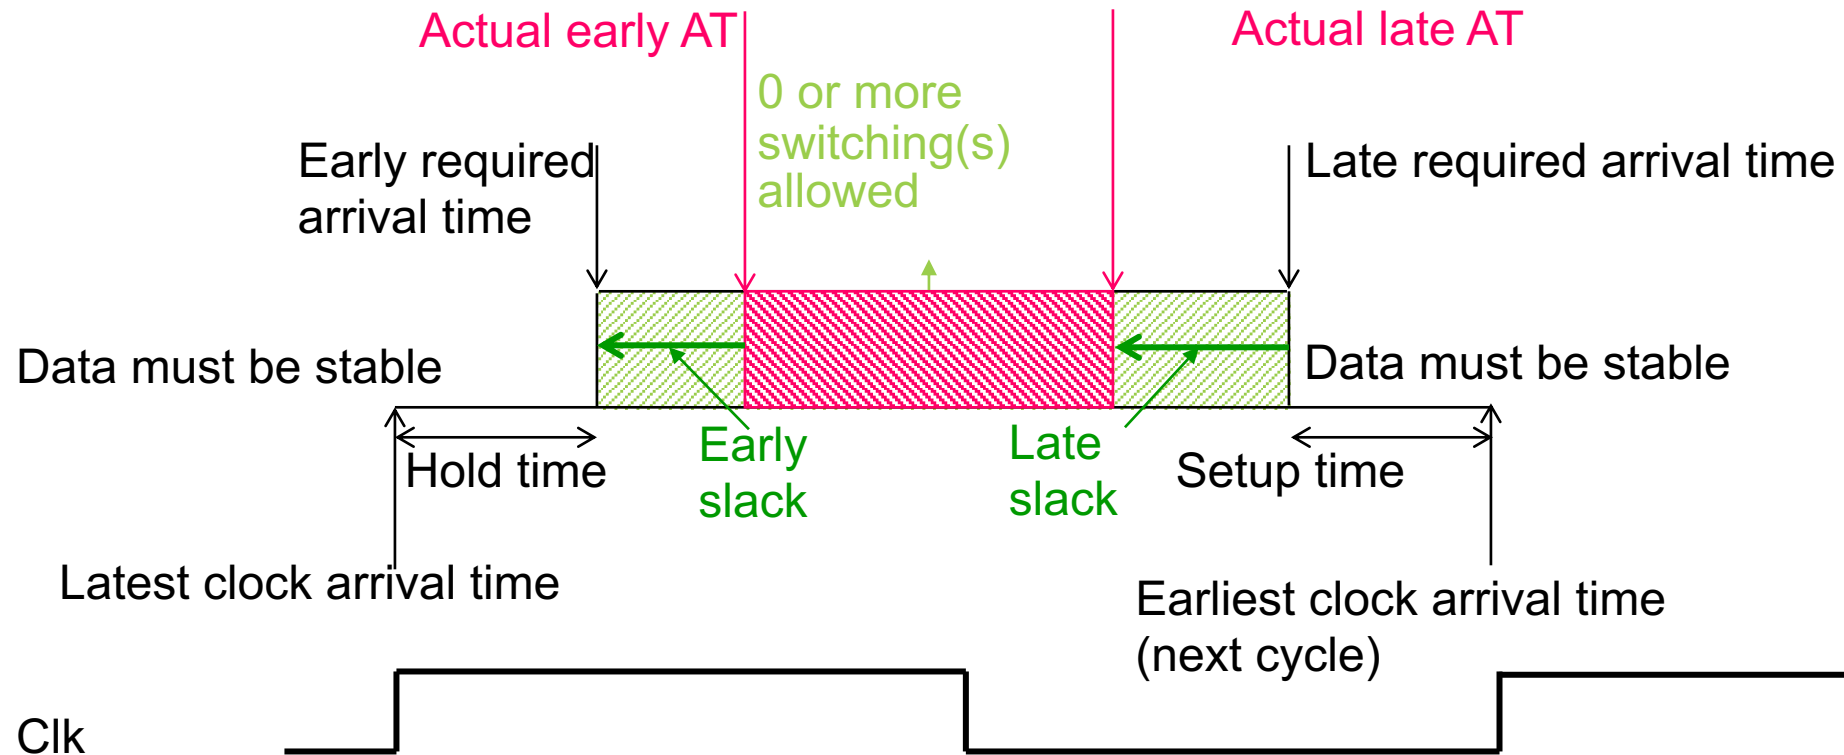 Actual early AT
Actual late AT
0 or more
switching(s)
allowed
Early required
arrival time
Late required arrival time
Data must be stable
Data must be stable
Hold time
Early
slack
Late
slack
Setup time
Latest clock arrival time
Earliest clock arrival time
(next cycle)
Clk